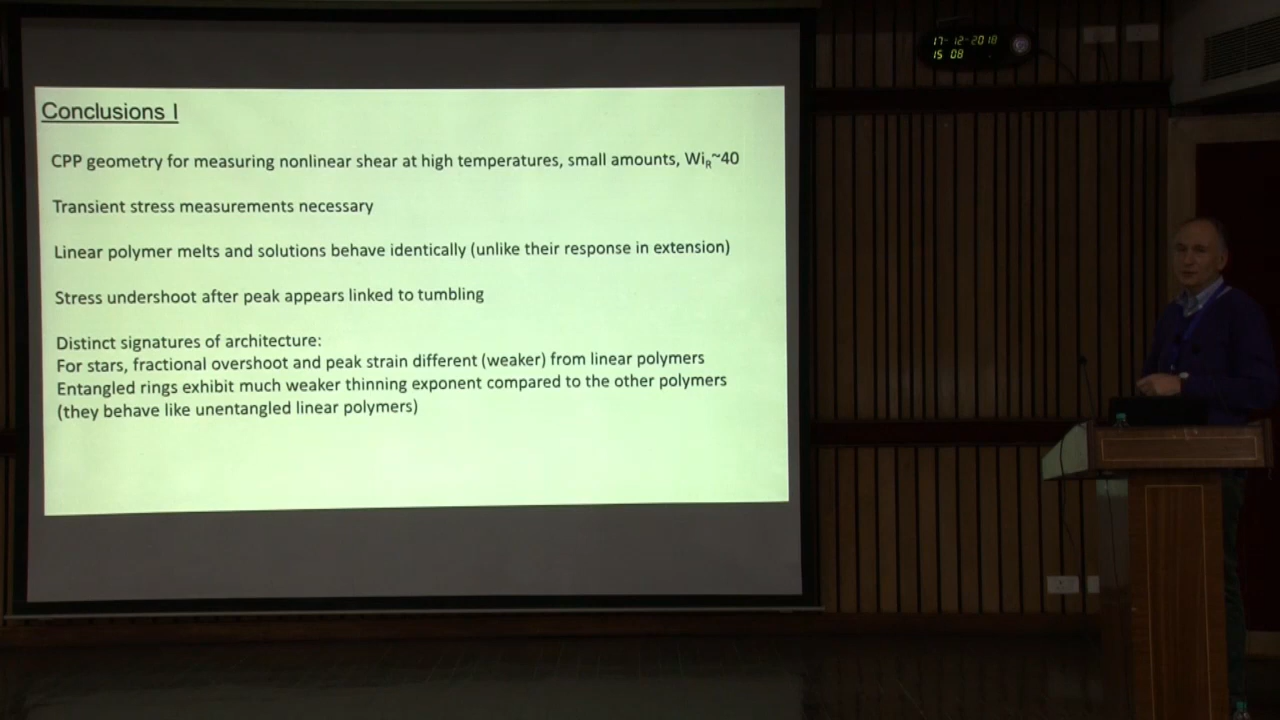 17-12-2018
15 08
Conclusions I
CPP geometry for measuring nonlinear shear at high temperatures, small amounts, WiR~40
Transient stress measurements necessary
Linear polymer melts and solutions behave identically (unlike their response in extension)
Stress undershoot after peak appears linked to tumbling
Distinct signatures of architecture:
For stars, fractional overshoot and peak strain different (weaker) from linear polymers
Entangled rings exhibit much weaker thinning exponent compared to the other polymers
(they behave like unentangled linear polymers)